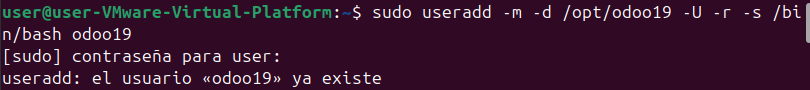 user@user-VMware-Virtual-Platform:~$ sudo useradd -m -d /opt/odoo19 -U -r -s /bi
n/bash odoo19
[sudo] contraseña para user:
useradd: el usuario «odoo19» ya existe